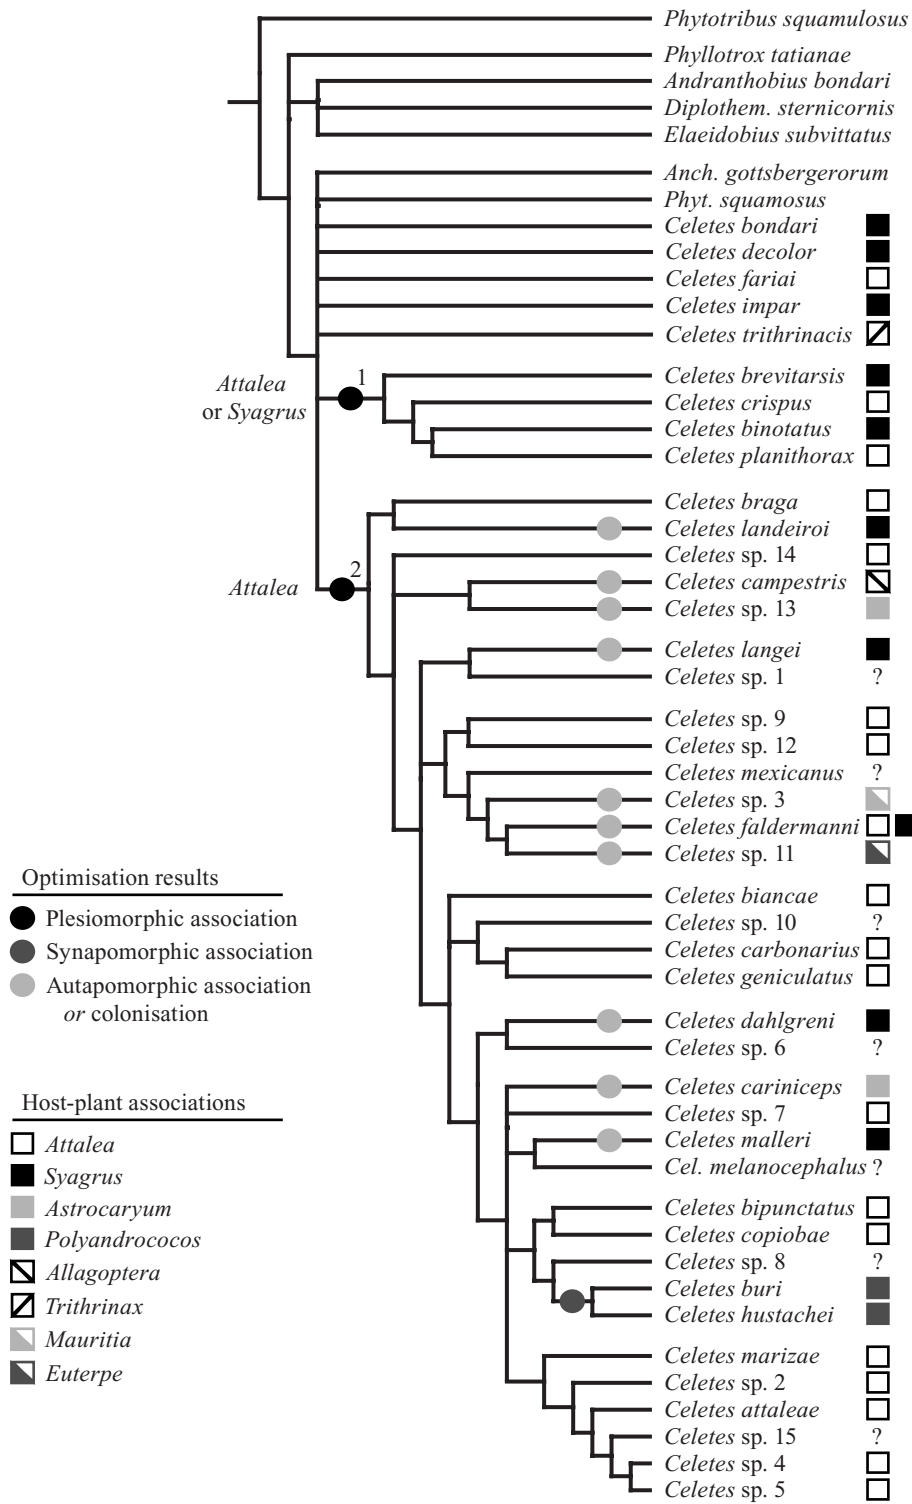 Phytotribus squamulosus
Phyllotrox tatianae
Andranthobius bondari
Diplothem. sternicornis
Elaeidobius subvittatus
Anch. gottsbergerorum
Phyt. squamosus
Celetes bondari
Celetes decolor
Celetes fariai
Celetes impar
Celetes trithrinacis
Attalea
or Syagrus
1
Celetes brevitarsis
Celetes crispus
Celetes binotatus
Celetes planithorax
Attalea
2
Celetes braga
Celetes landeiroi
Celetes sp. 14
Celetes campestris
Celetes sp. 13
Celetes langei
Celetes sp. 1 ?
Celetes sp. 9
Celetes sp. 12
Celetes mexicanus ?
Celetes sp. 3
Celetes faldermanni
Celetes sp. 11
Celetes biancae
Celetes sp. 10 ?
Celetes carbonarius
Celetes geniculatus
Celetes dahlgreni
Celetes sp. 6 ?
Celetes cariniceps
Celetes sp. 7
Celetes malleri
Cel. melanocephalus ?
Celetes bipunctatus
Celetes copiobae
Celetes sp. 8 ?
Celetes buri
Celetes hustachei
Celetes marizae
Celetes sp. 2
Celetes attaleae
Celetes sp. 15 ?
Celetes sp. 4
Celetes sp. 5
Optimisation results
Plesiomorphic association
Synapomorphic association
Autapomorphic association
or colonisation
Host-plant associations
Attalea
Syagrus
Astrocaryum
Polyandrococos
Allagoptera
Trithrinax
Mauritia
Euterpe